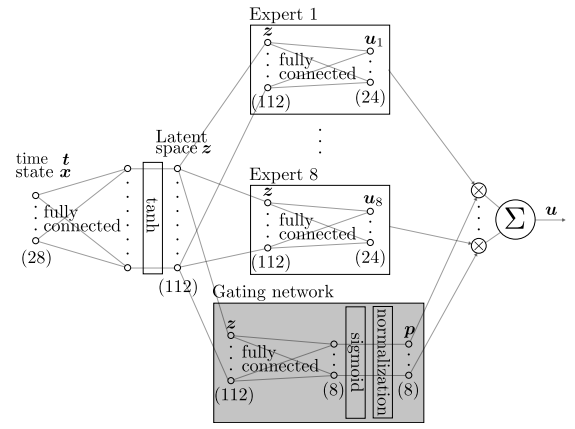 Expert 1
z
u1
fully
connected
(112)
(24)
Latent
space z
time t
state x
fully
connected
(28)
tanh
(112)
Expert 8
z
u8
fully
connected
(112)
(24)
Σ
u
Gating network
z
p
fully
connected
(112)
(8)
sigmoid
normalization
(8)